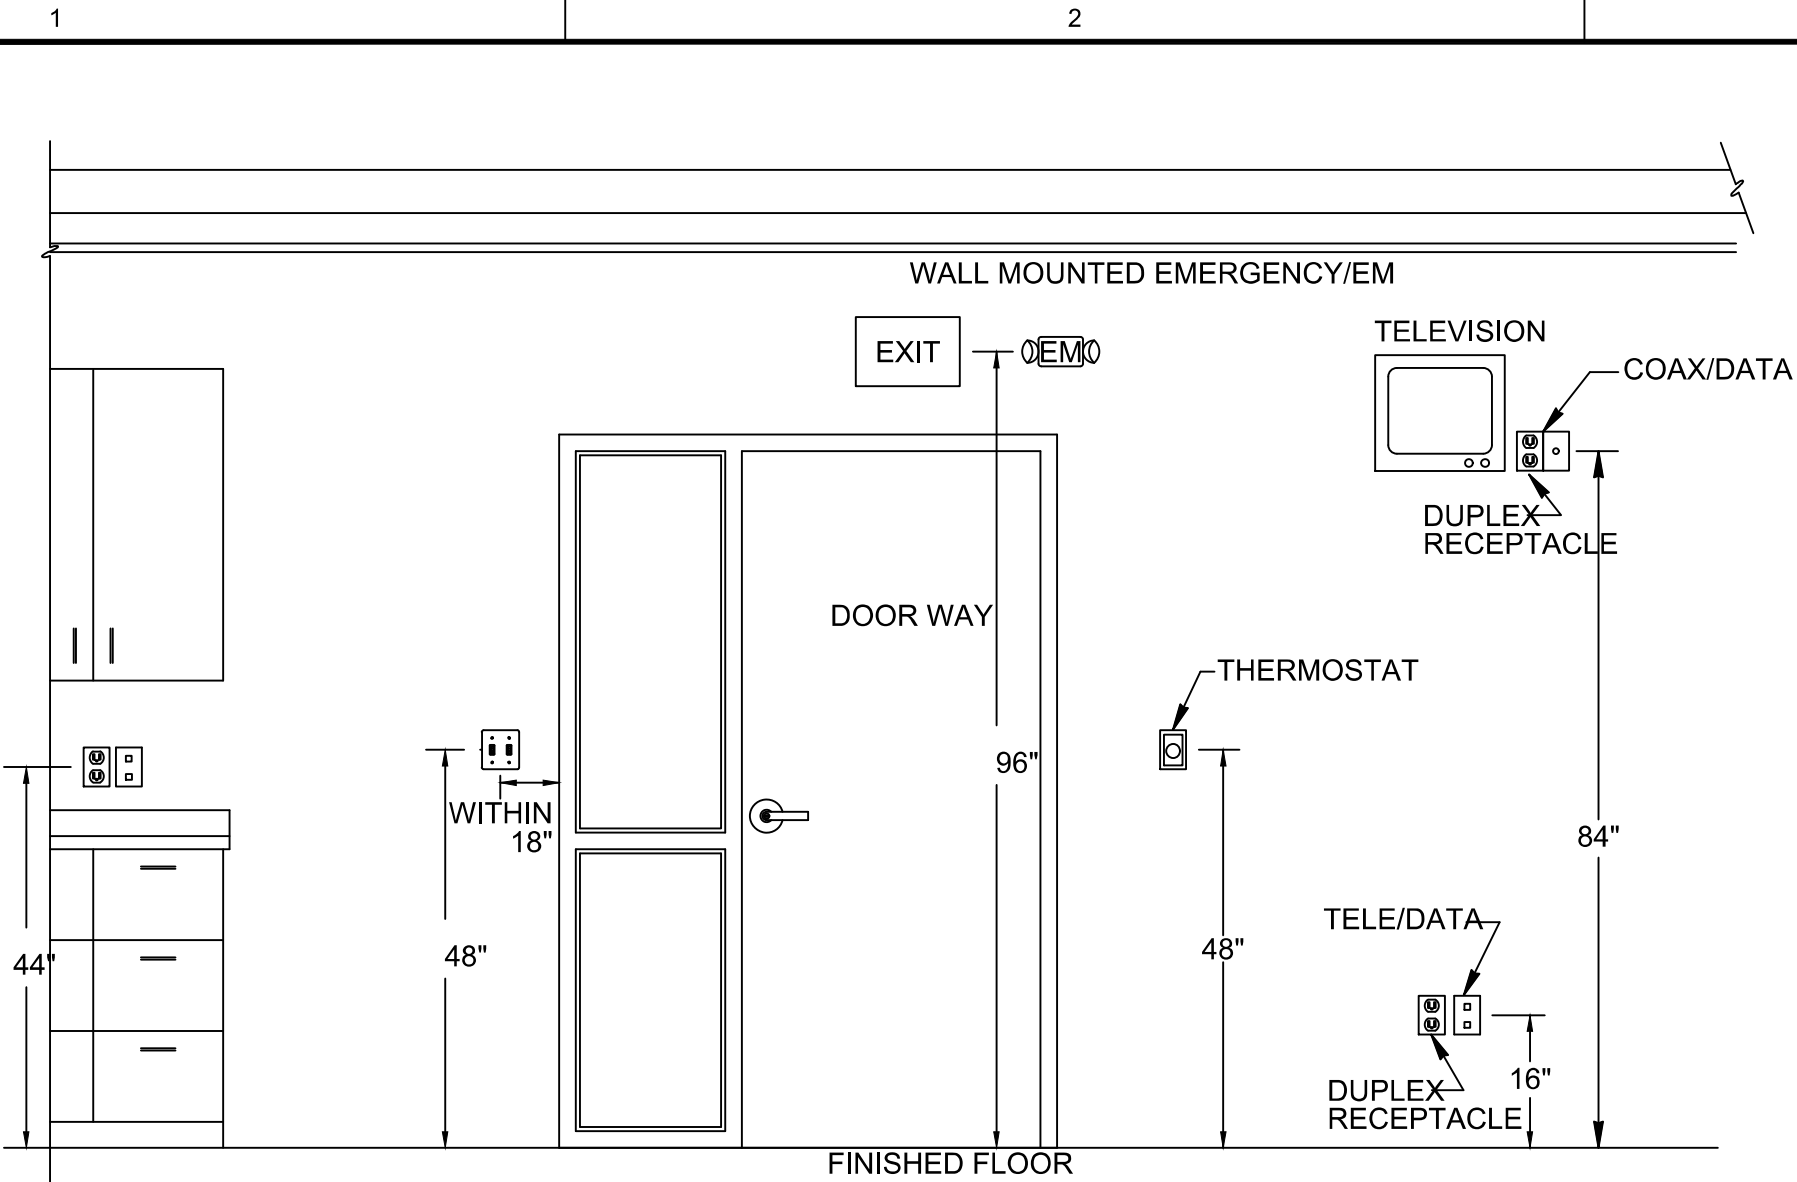 1
2
WALL MOUNTED EMERGENCY/EM
EXIT
EM
TELEVISION
COAX/DATA
DUPLEX
RECEPTACLE
DOOR WAY
THERMOSTAT
96"
WITHIN
18"
84"
TELE/DATA
44"
48"
48"
DUPLEX
RECEPTACLE
16"
FINISHED FLOOR